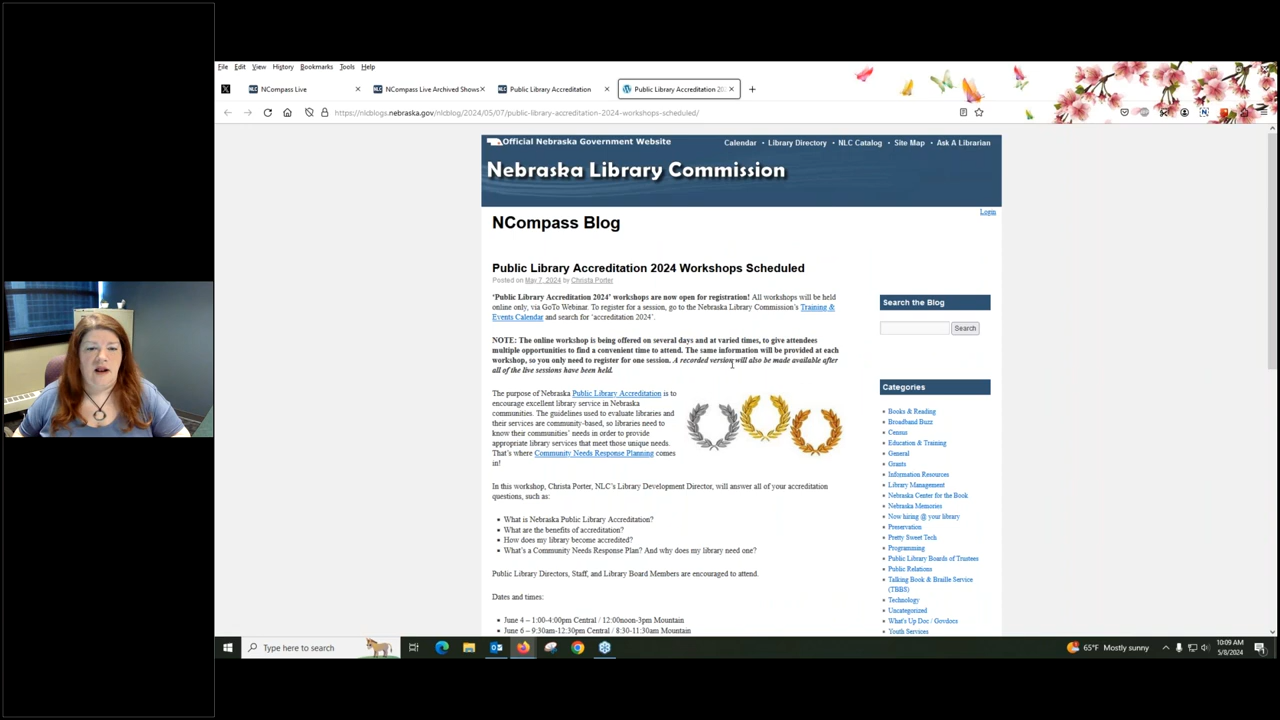 File Edit View History Bookmarks Tools Help
NCompass Live
NCompass Live Archived Shows
Public Library Accreditation
Public Library Accreditation 202
https://nlcblogs.nebraska.gov/nlcblog/2024/05/07/public-library-accreditation-2024-workshops-scheduled/
Official Nebraska Government Website
Calendar • Library Directory • NLC Catalog • Site Map • Ask A Librarian
Nebraska Library Commission
Login
NCompass Blog
Public Library Accreditation 2024 Workshops Scheduled
Posted on May 7, 2024 by Christa Porter
'Public Library Accreditation 2024' workshops are now open for registration! All workshops will be held
online only, via GoTo Webinar. To register for a session, go to the Nebraska Library Commission's Training &
Events Calendar and search for 'accreditation 2024'.
NOTE: The online workshop is being offered on several days and at varied times, to give attendees
multiple opportunities to find a convenient time to attend. The same information will be provided at each
workshop, so you only need to register for one session. A recorded version will also be made available after
all of the live sessions have been held.
The purpose of Nebraska Public Library Accreditation is to
encourage excellent library service in Nebraska
communities. The guidelines used to evaluate libraries and
their services are community-based, so libraries need to
know their communities' needs in order to provide
appropriate library services that meet those unique needs.
That's where Community Needs Response Planning comes
in!
In this workshop, Christa Porter, NLC's Library Development Director, will answer all of your accreditation
questions, such as:
What is Nebraska Public Library Accreditation?
What are the benefits of accreditation?
How does my library become accredited?
What's a Community Needs Response Plan? And why does my library need one?
Public Library Directors, Staff, and Library Board Members are encouraged to attend.
Dates and times:
June 4 – 1:00-4:00pm Central / 12:00noon-3pm Mountain
June 6 – 9:30am-12:30pm Central / 8:30-11:30am Mountain
Search the Blog
Search
Categories
Books & Reading
Broadband Buzz
Census
Education & Training
General
Grants
Information Resources
Library Management
Nebraska Center for the Book
Nebraska Memories
Now hiring @ your library
Preservation
Pretty Sweet Tech
Programming
Public Library Boards of Trustees
Public Relations
Talking Book & Braille Service
(TBBS)
Technology
Uncategorized
What's Up Doc / Govdocs
Youth Services
Type here to search
65°F Mostly sunny
10:09 AM
5/8/2024